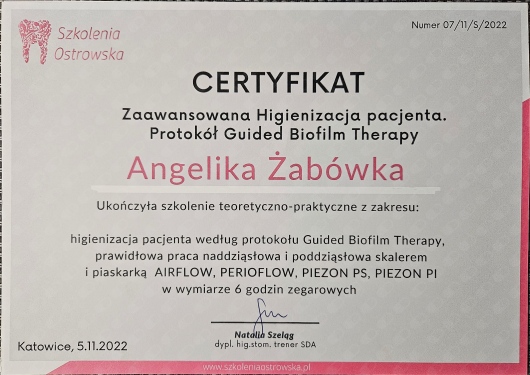 Szkolenia
Ostrowska
Numer 07/11/S/2022
CERTYFIKAT
Zaawansowana Higienizacja pacjenta.
Protokół Guided Biofilm Therapy
Angelika Żabówka
Ukończyła szkolenie teoretyczno-praktyczne z zakresu:
higienizacja pacjenta według protokołu Guided Biofilm Therapy,
prawidłowa praca naddziąsłowa i poddziąsłowa skalerem
i piaskarką AIRFLOW, PERIOFLOW, PIEZON PS, PIEZON PI
w wymiarze 6 godzin zegarowych
Natalia Szeląg
dypl. hig.stom, trener SDA
Katowice, 5.11.2022
www.szkoleniaostrowska.pl